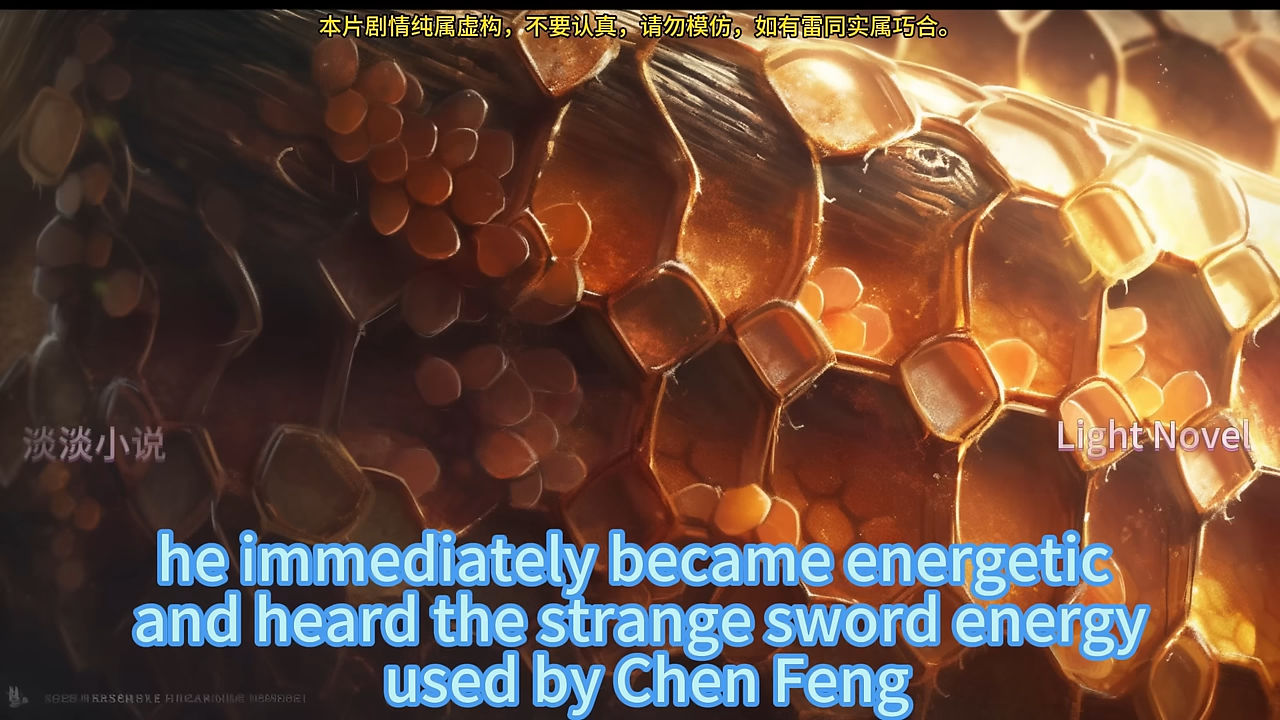 本片剧情纯属虚构，不要认真，请勿模仿，如有雷同实属巧合。
淡淡小说
Light Novel
he immediately became energetic
and heard the strange sword energy
used by Chen Feng